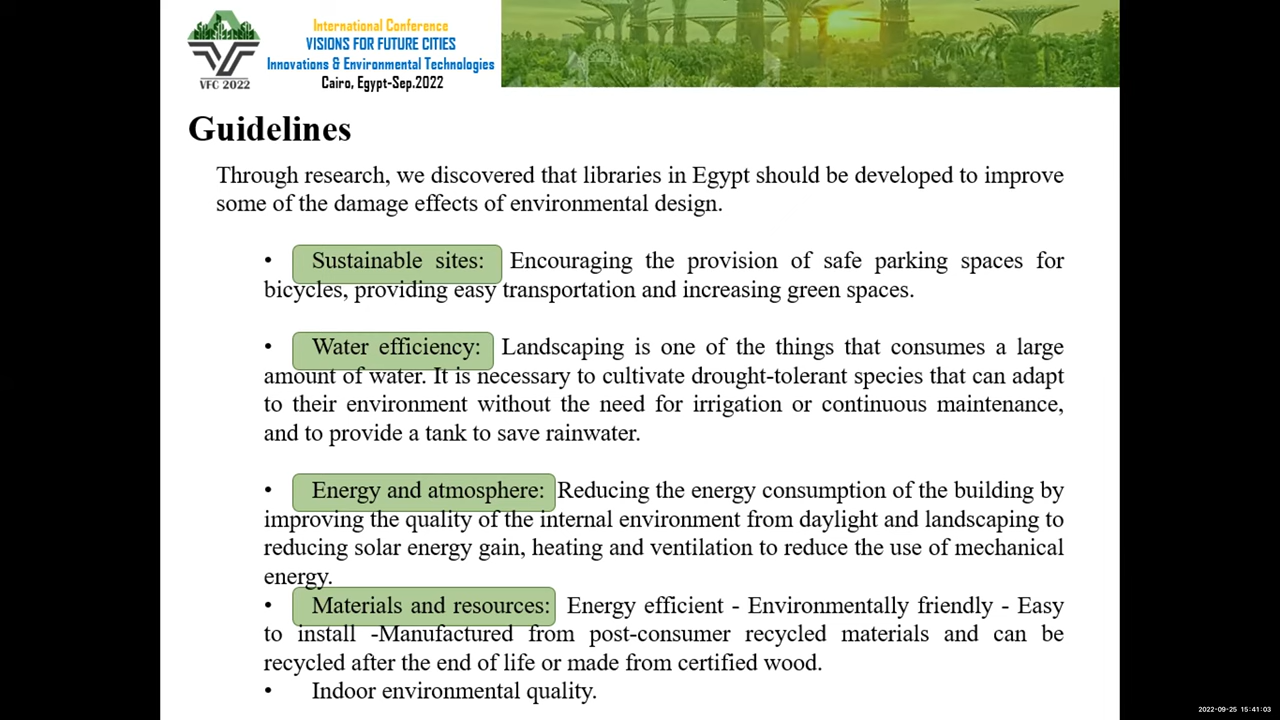 International Conference
VISIONS FOR FUTURE CITIES
Innovations & Environmental Technologies
Cairo, Egypt-Sep.2022
VFC 2022
Guidelines
Through research, we discovered that libraries in Egypt should be developed to improve
some of the damage effects of environmental design.
• Sustainable sites: Encouraging the provision of safe parking spaces for
bicycles, providing easy transportation and increasing green spaces.
• Water efficiency: Landscaping is one of the things that consumes a large
amount of water. It is necessary to cultivate drought-tolerant species that can adapt
to their environment without the need for irrigation or continuous maintenance,
and to provide a tank to save rainwater.
• Energy and atmosphere: Reducing the energy consumption of the building by
improving the quality of the internal environment from daylight and landscaping to
reducing solar energy gain, heating and ventilation to reduce the use of mechanical
energy.
• Materials and resources: Energy efficient - Environmentally friendly - Easy
to install -Manufactured from post-consumer recycled materials and can be
recycled after the end of life or made from certified wood.
• Indoor environmental quality.
2022-09-25 15:41:03